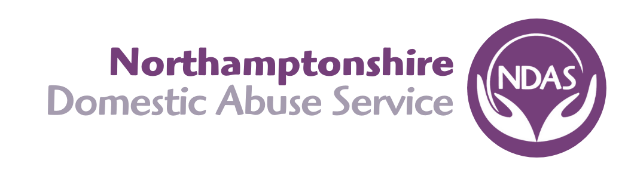 Northamptonshire
Domestic Abuse Service
NDAS